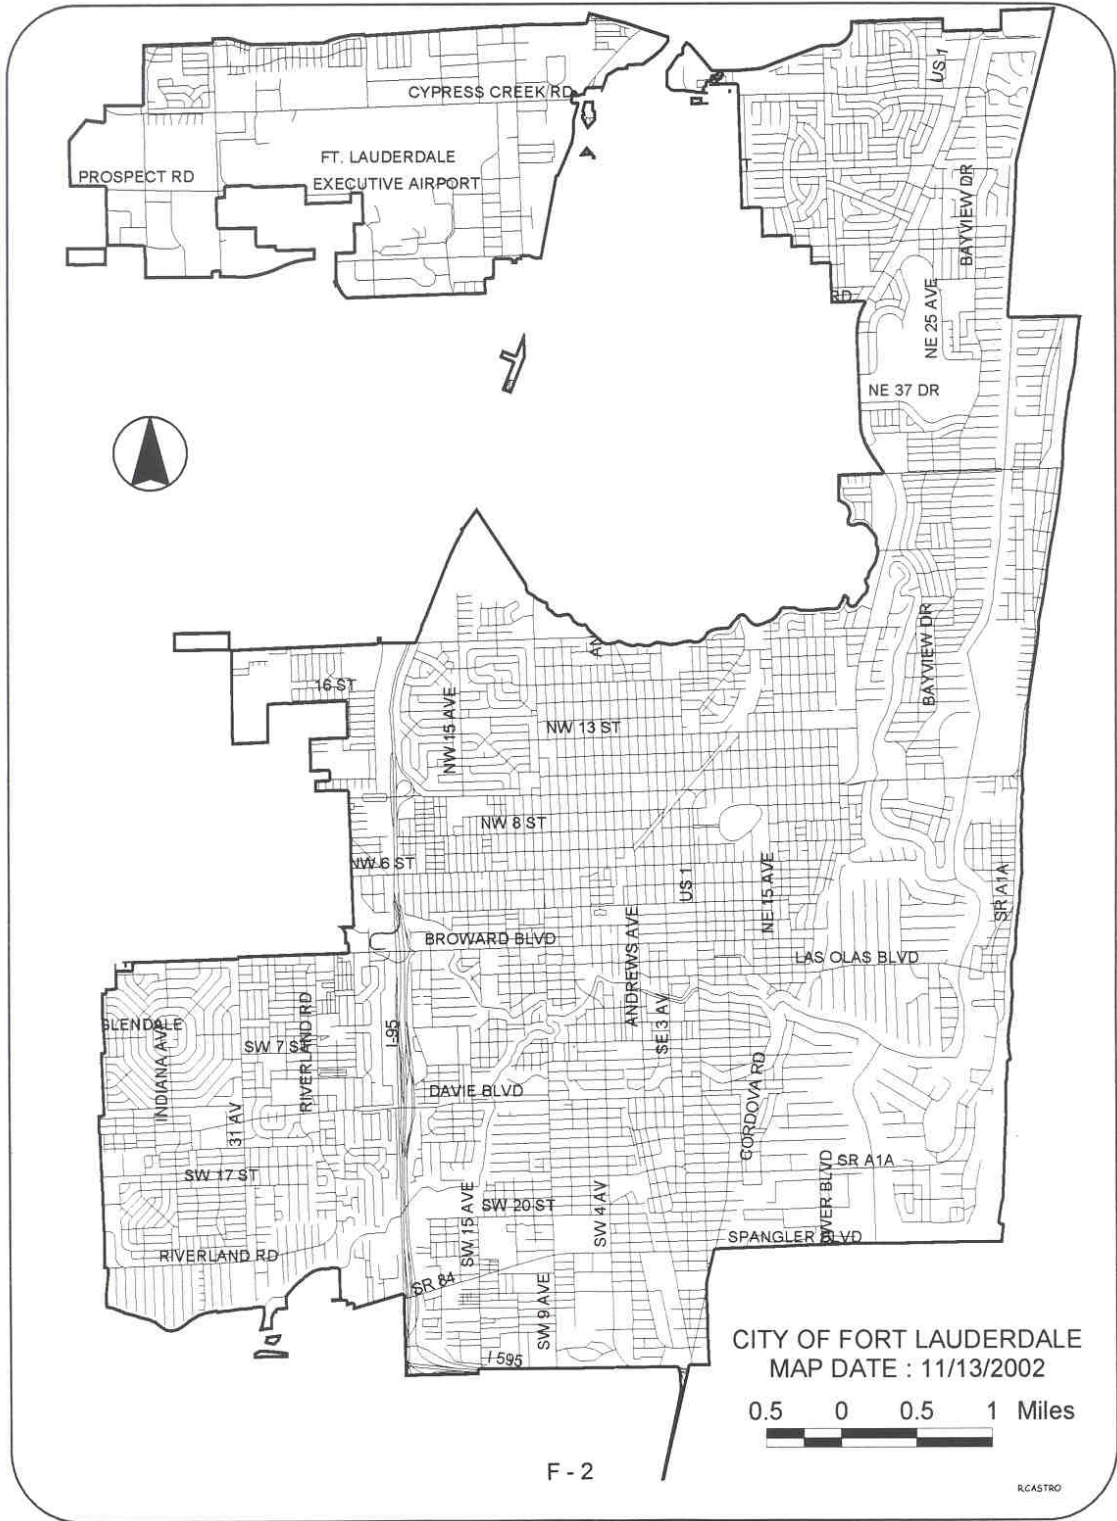 US 1
CYPRESS CREEK RD
FT. LAUDERDALE
EXECUTIVE AIRPORT
PROSPECT RD
BAYVIEW DR
RD
NE 25 AVE
NE 37 DR
BAYVIEW DR
16 ST
NW 15 AVE
NW 13 ST
NW 8 ST
NW 6 ST
US 1
NE 15 AVE
SR A1A
BROWARD BLVD
ANDREWS AVE
LAS OLAS BLVD
GLENDALE
INDIANA AV
SW 7 ST
RIVERLAND RD
I-95
SE 3 AV
DAVIE BLVD
CORDOVA RD
31 AV
SW 17 ST
SR A1A
SW 15 AVE
SW 20 ST
SW 4 AV
SPANGLER BLVD
RIVERLAND RD
SR 84
SW 9 AVE
I 595
CITY OF FORT LAUDERDALE
MAP DATE : 11/13/2002
0.5 0 0.5 1 Miles
F - 2
R.CASTRO